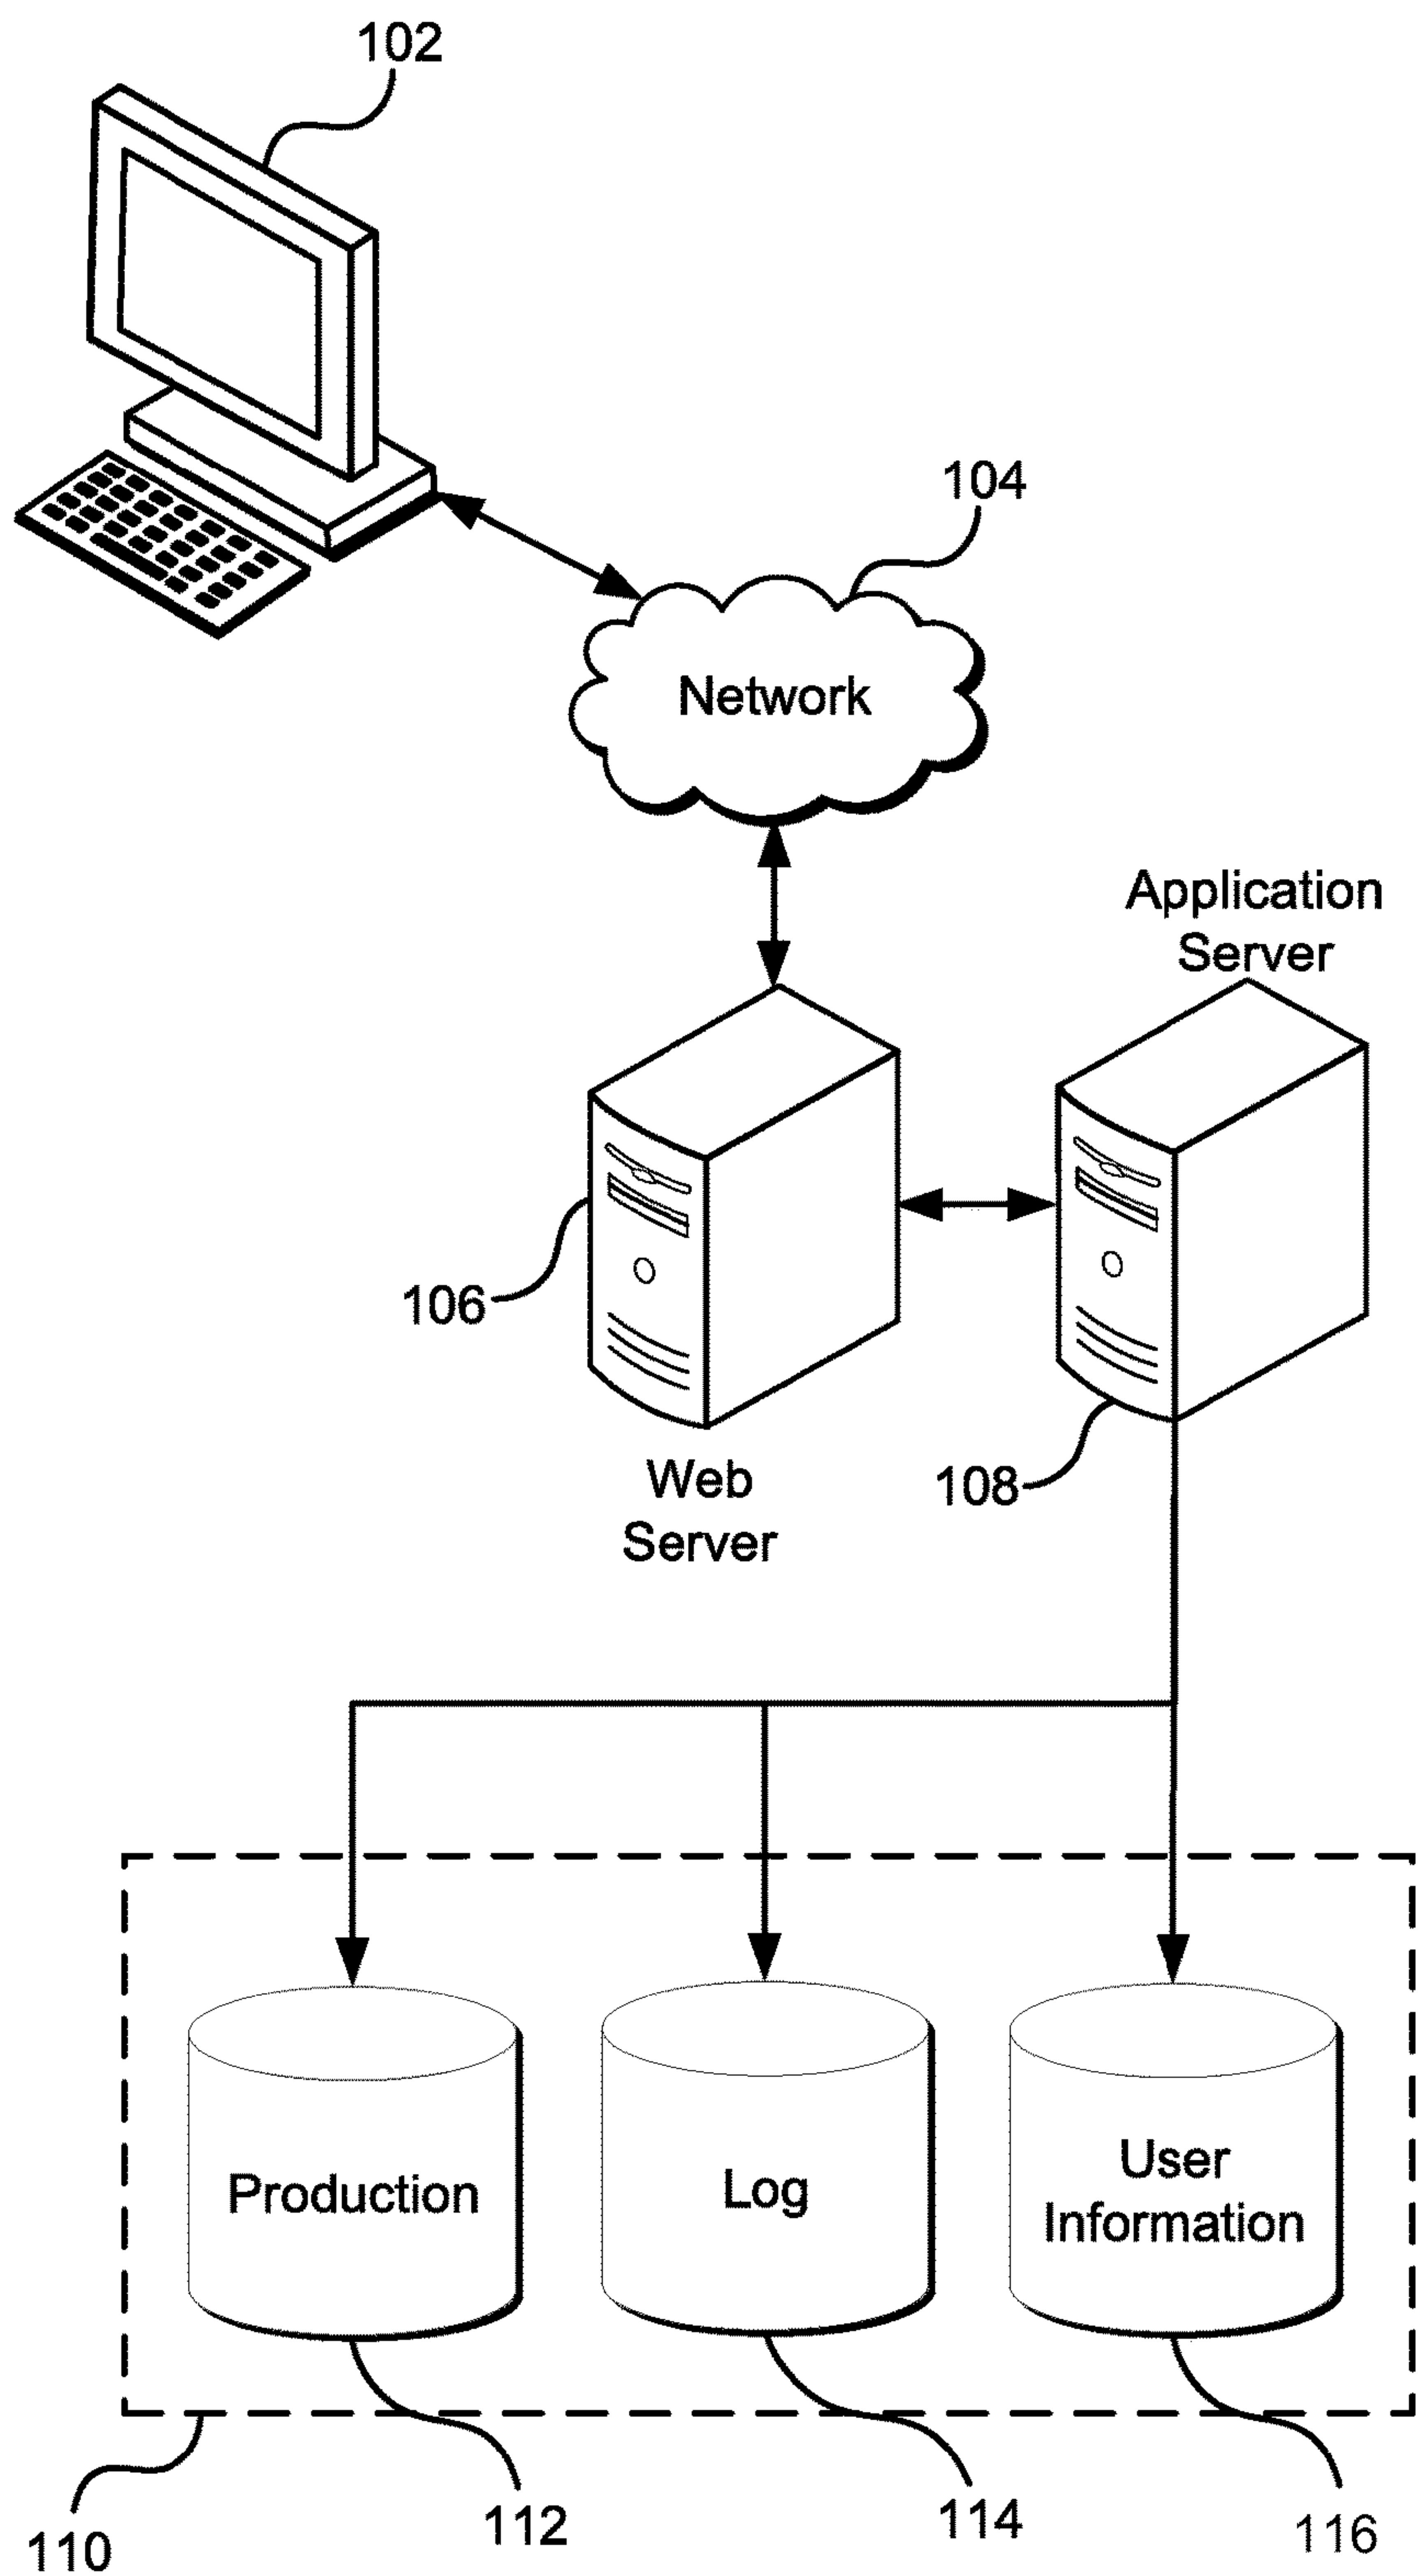 102
104
Network
Application
Server
106
Web
Server
108
Production
Log
User
Information
110
112
114
116